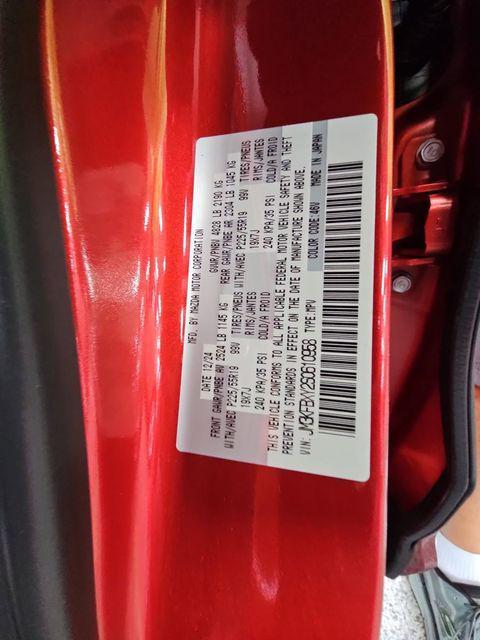 MFD. BY MAZDA MOTOR CORPORATION
DATE 12/24 GVWR/PNBV 4828 LB 2190 KG
FRONT GAWR/PNBE AV 2524 LB 1145 KG REAR GAWR/PNBE AR 2304 LB 1045 KG
WITH/AVEC P225/55R19 99V TIRES/PNEUS WITH/AVEC P225/55R19 99V TIRES/PNEUS
19X7J RIMS/JANTES 19X7J RIMS/JANTES
240 KPA/35 PSI COLD/A FROID 240 KPA/35 PSI COLD/A FROID
THIS VEHICLE CONFORMS TO ALL APPLICABLE FEDERAL MOTOR VEHICLE SAFETY AND THEFT
PREVENTION STANDARDS IN EFFECT ON THE DATE OF MANUFACTURE SHOWN ABOVE.
VIN: TYPE:MPV COLOR CODE:46V MADE IN JAPAN